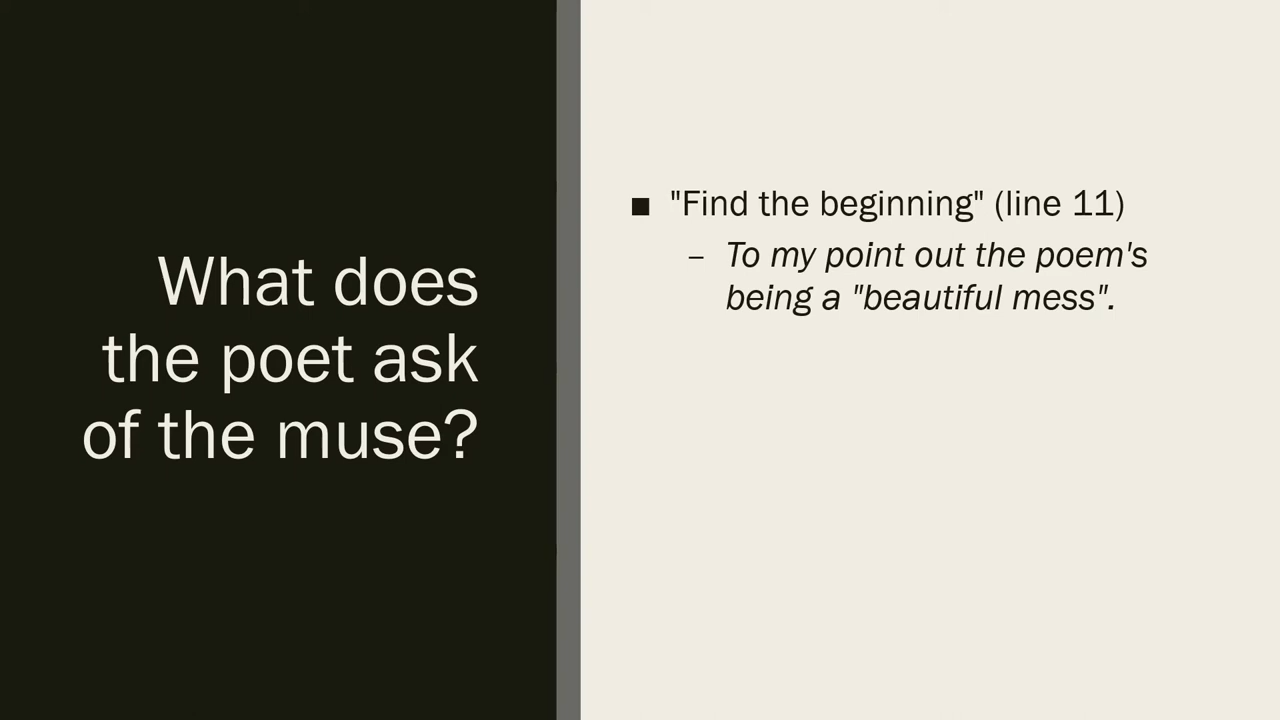 What does
the poet ask
of the muse?
■ "Find the beginning" (line 11)
– To my point out the poem's
being a "beautiful mess".